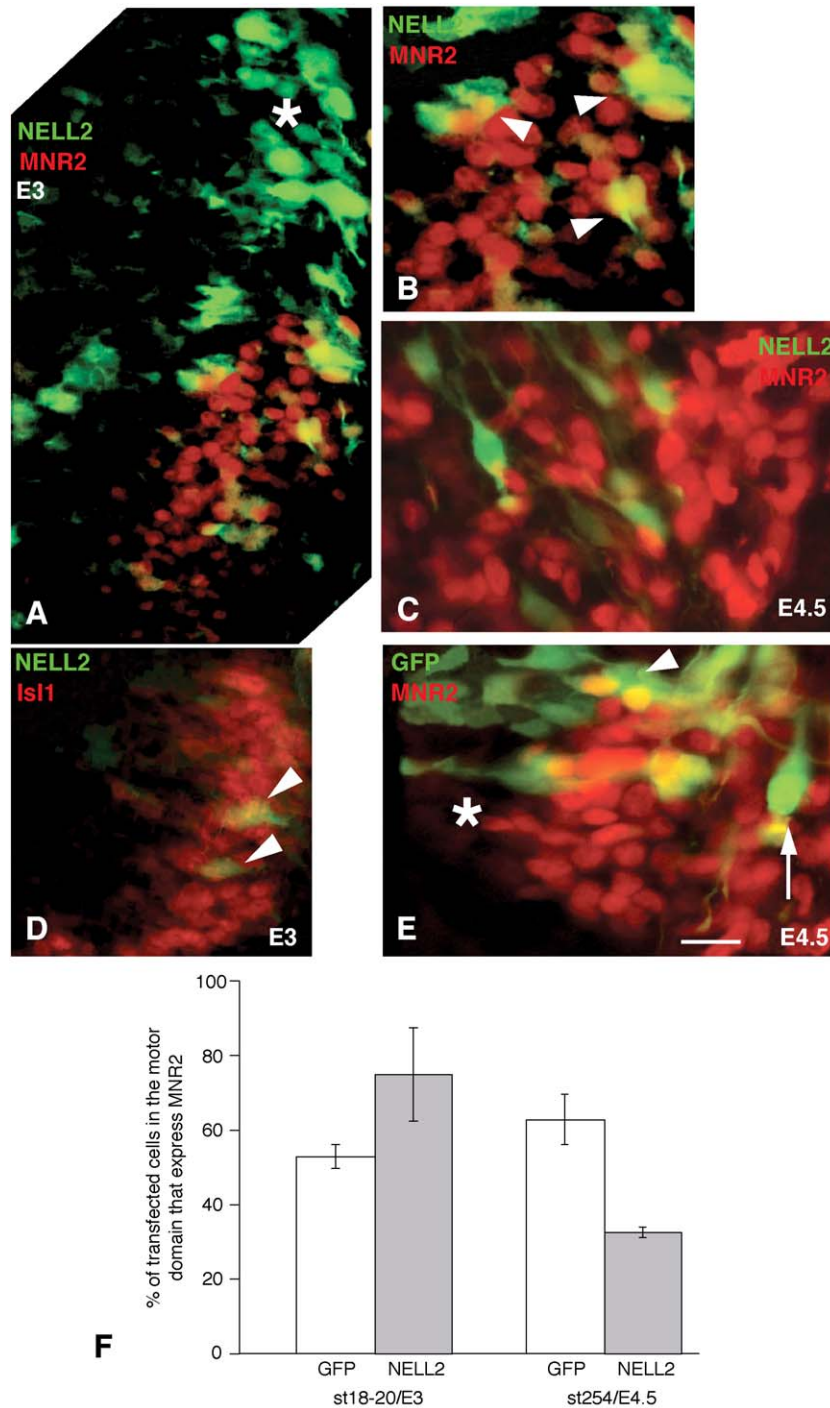 NELL2
MNR2
E3
A
NELL2
MNR2
B
NELL2
MNR2
C
E4.5
NELL2
Isl1
D
E3
GFP
MNR2
E
E4.5
% of transfected cells in the motor
domain that express MNR2
100
80
60
40
20
0
GFP NELL2 GFP NELL2
st18-20/E3 st254/E4.5
F